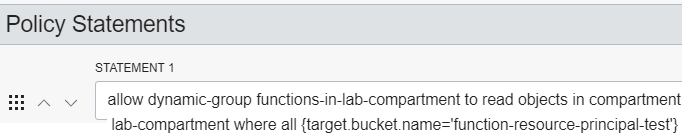 Policy Statements
STATEMENT 1
allow dynamic-group functions-in-lab-compartment to read objects in compartment
lab-compartment where all {target.bucket.name='function-resource-principal-test'}